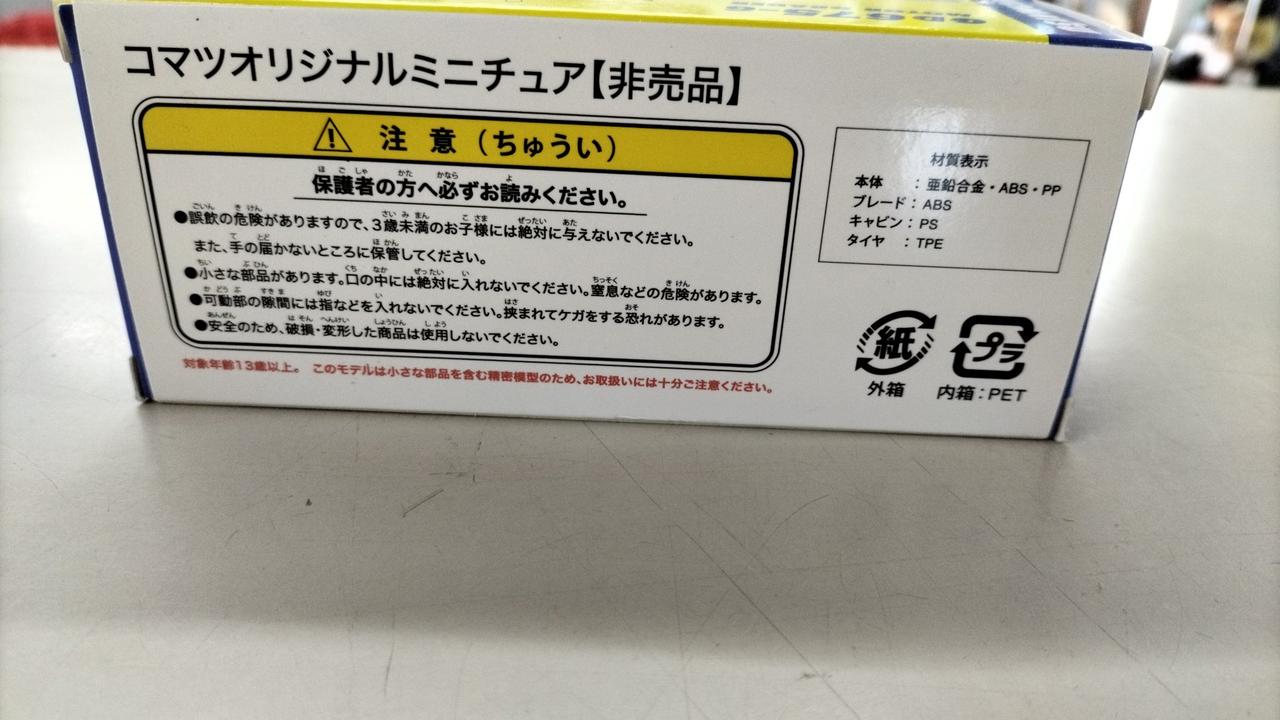 GD675-6
MOTOR GRADER
コマツオリジナルミニチュア【非売品】
注意（ちゅうい）
保護者の方へ必ずお読みください。
●誤飲の危険がありますので、3歳未満のお子様には絶対に与えないでください。
また、手の届かないところに保管してください。
●小さな部品があります。口の中には絶対に入れないでください。窒息などの危険があります。
●可動部の隙間には指などを入れないでください。挟まれてケガをする恐れがあります。
●安全のため、破損・変形した商品は使用しないでください。
対象年齢13歳以上。 このモデルは小さな部品を含む精密模型のため、お取扱いには十分ご注意ください。
材質表示
本体 ：亜鉛合金・ABS・PP
ブレード：ABS
キャビン：PS
タイヤ ：TPE
紙
外箱
プラ
内箱：PET